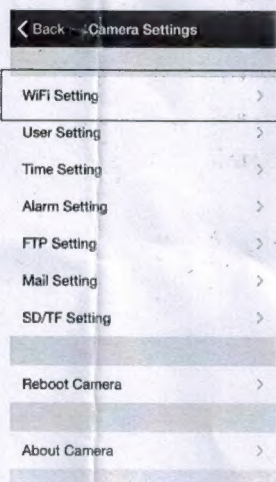 Back Camera Settings
WiFi Setting
User Setting
Time Setting
Alarm Setting
FTP Setting
Mail Setting
SD/TF Setting
Reboot Camera
About Camera